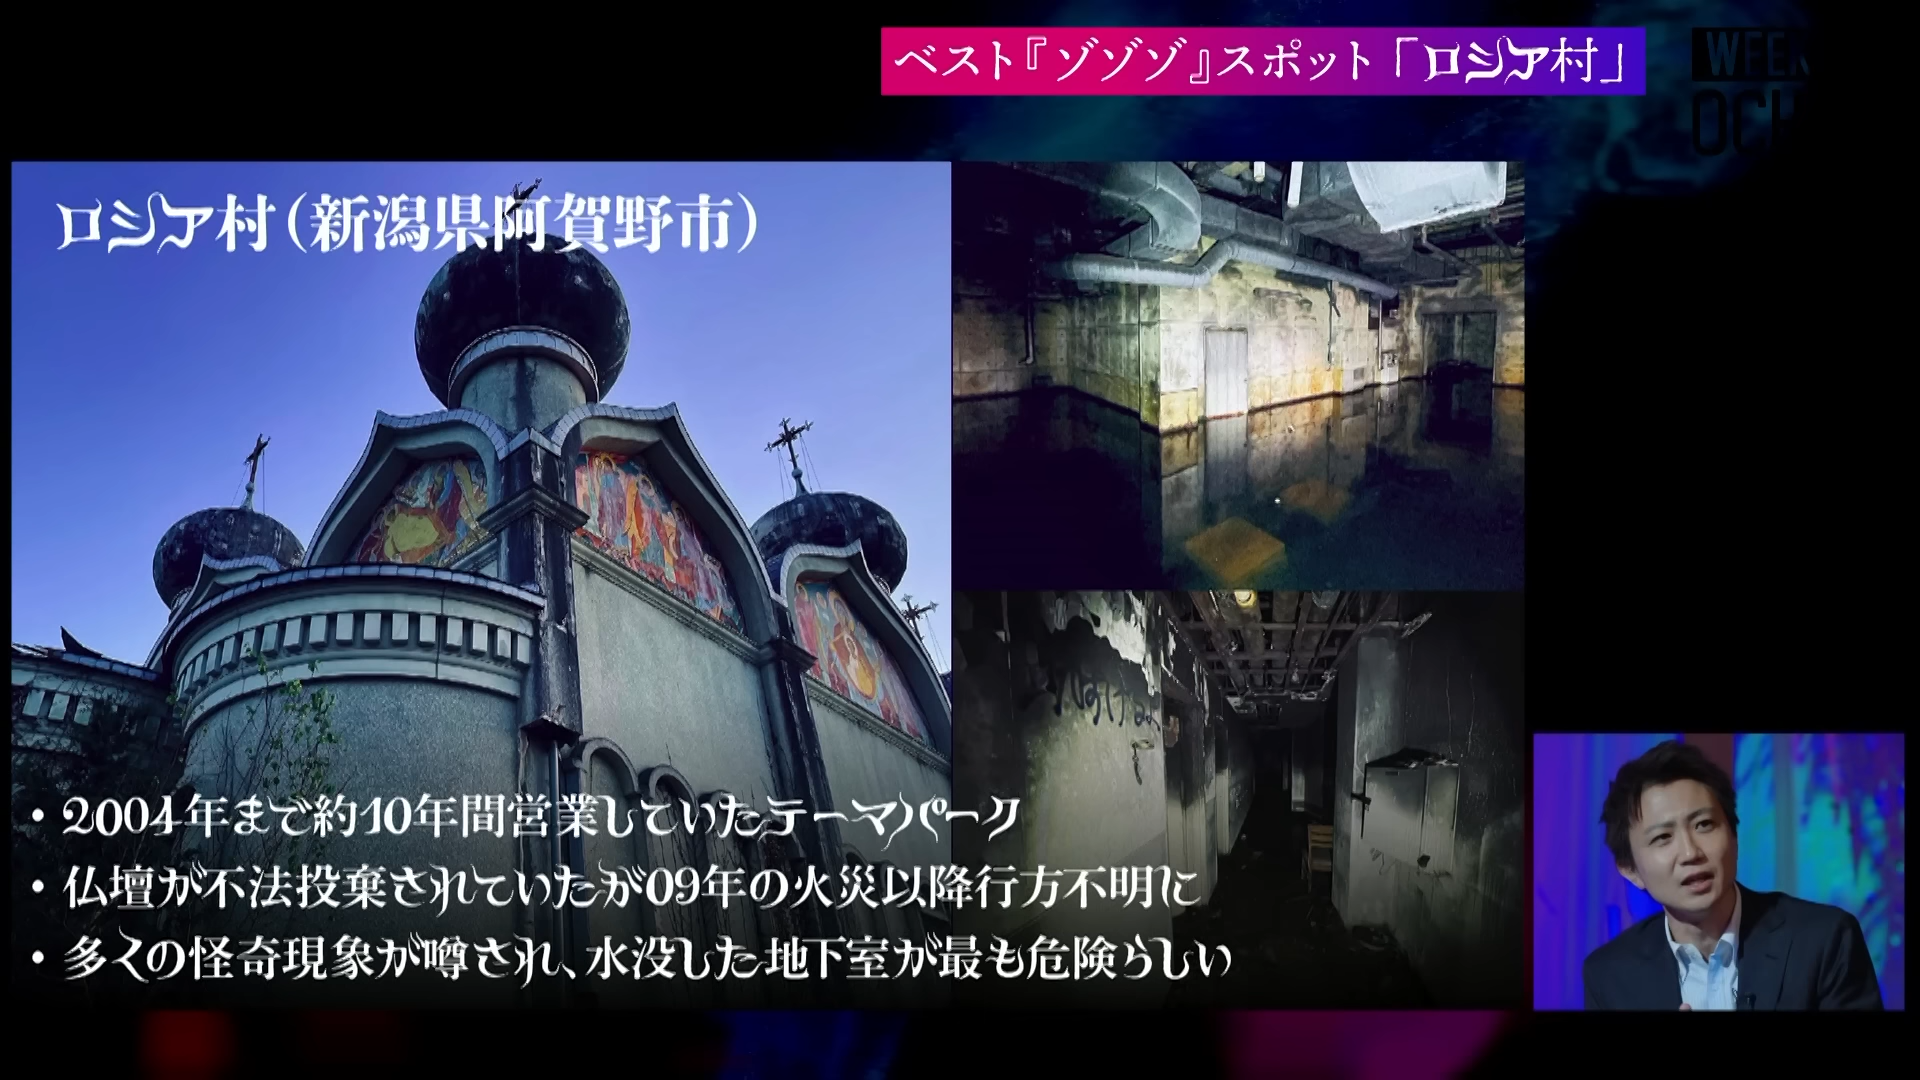 ベスト『ゾゾゾ』スポット「ロシア村」
WEEK
OCH
ロシア村(新潟県阿賀野市)
・2004年まで約10年間営業していたテーマパーク
・仏壇が不法投棄されていたが09年の火災以降行方不明に
・多くの怪奇現象が噂され、水没した地下室が最も危険らしい